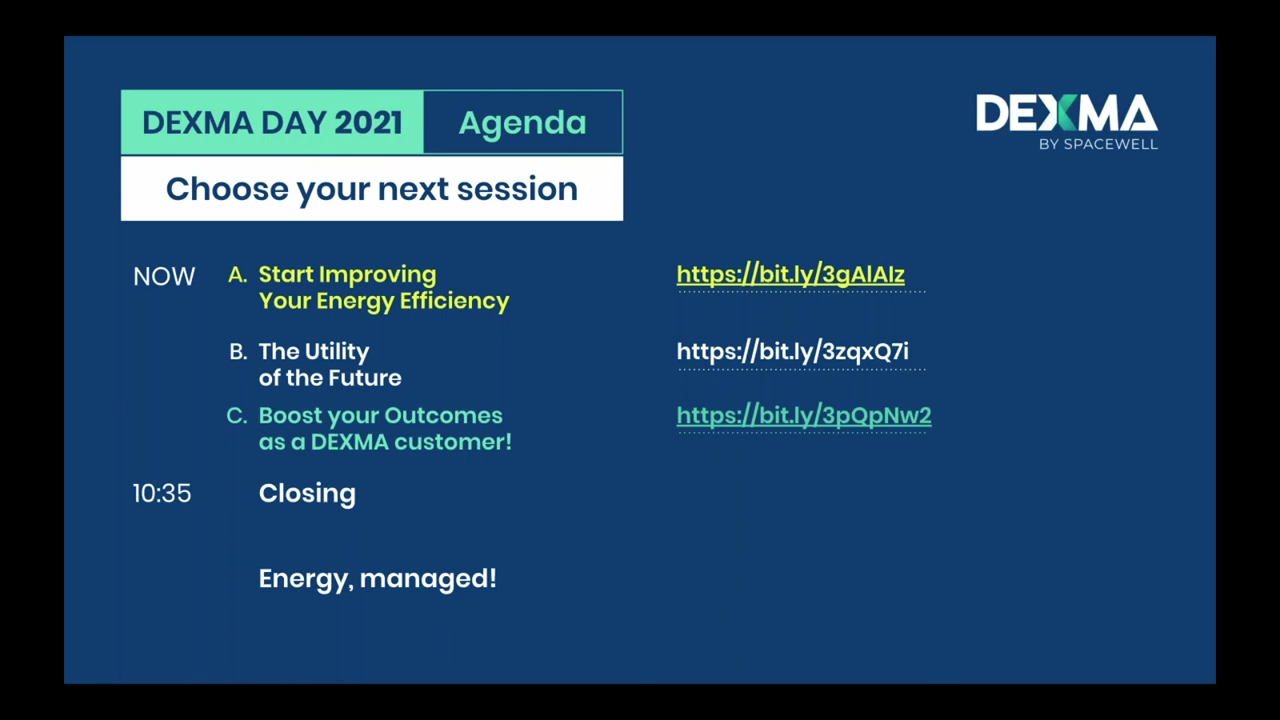 DEXMA DAY 2021 Agenda
DEXMA
BY SPACEWELL
Choose your next session
NOW A. Start Improving https://bit.ly/3gAlAIz
Your Energy Efficiency
B. The Utility https://bit.ly/3zqxQ7i
of the Future
C. Boost your Outcomes https://bit.ly/3pQpNw2
as a DEXMA customer!
10:35 Closing
Energy, managed!